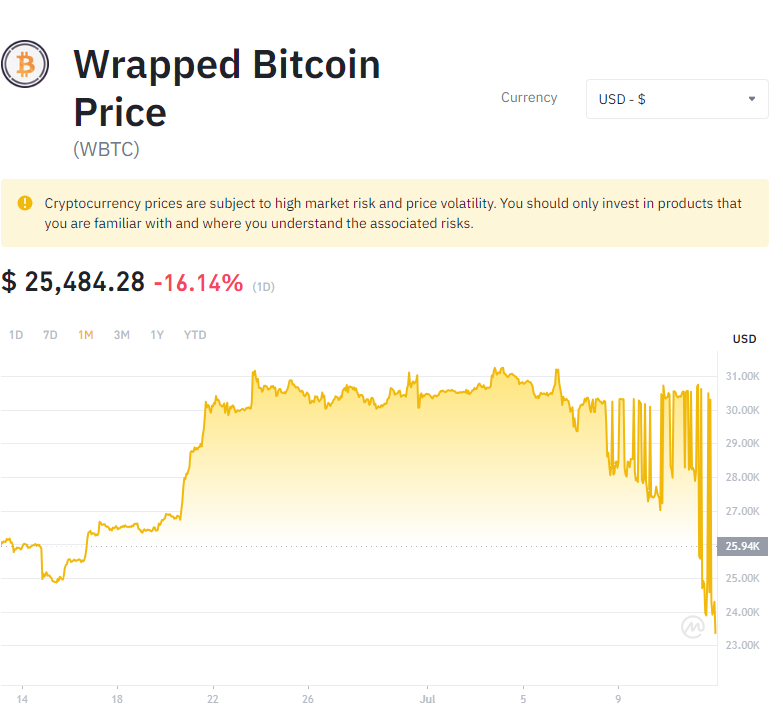 Wrapped Bitcoin
Price
(WBTC)
Currency
USD - $
Cryptocurrency prices are subject to high market risk and price volatility. You should only invest in products that
you are familiar with and where you understand the associated risks.
$ 25,484.28 -16.14% (1D)
1D 7D 1M 3M 1Y YTD
USD
31.00K
30.00K
29.00K
28.00K
27.00K
25.94K
25.00K
24.00K
23.00K
14 18 22 26 Jul 5 9